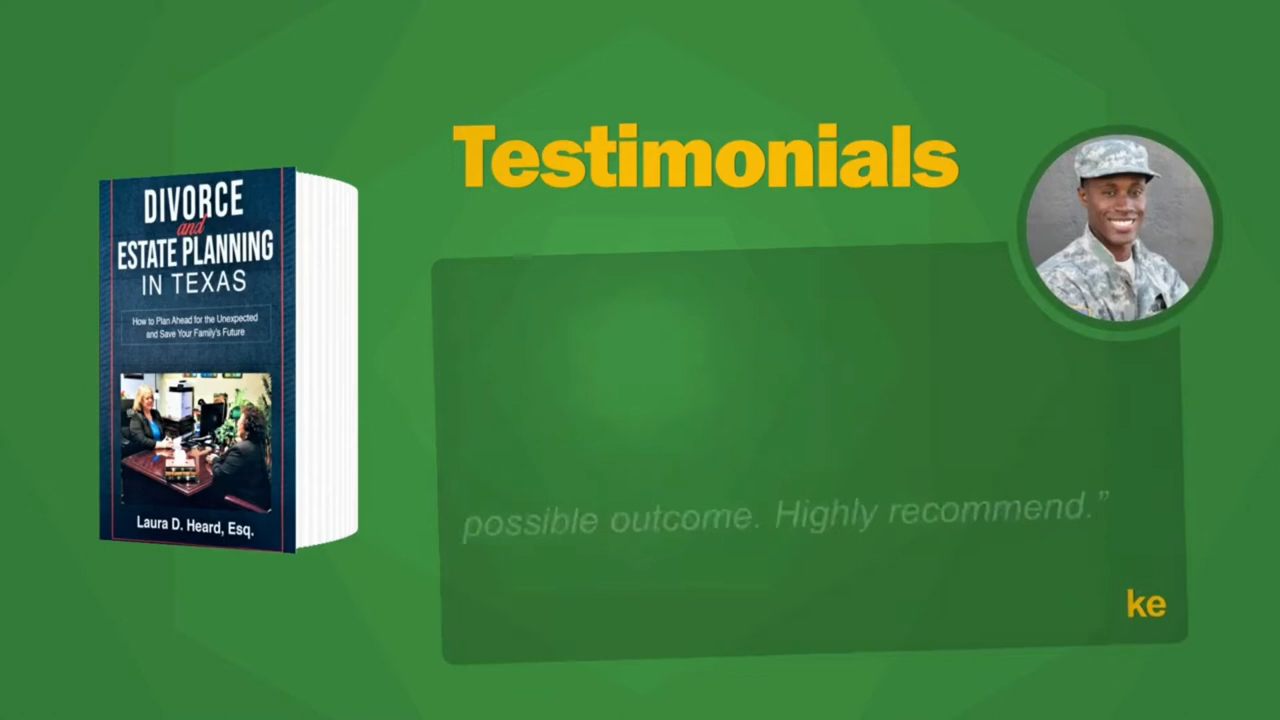 DIVORCE
and
ESTATE PLANNING
IN TEXAS
How to Plan Ahead for the Unexpected
and Save Your Family's Future
Laura D. Heard, Esq.
Testimonials
possible outcome. Highly recommend.”
ke